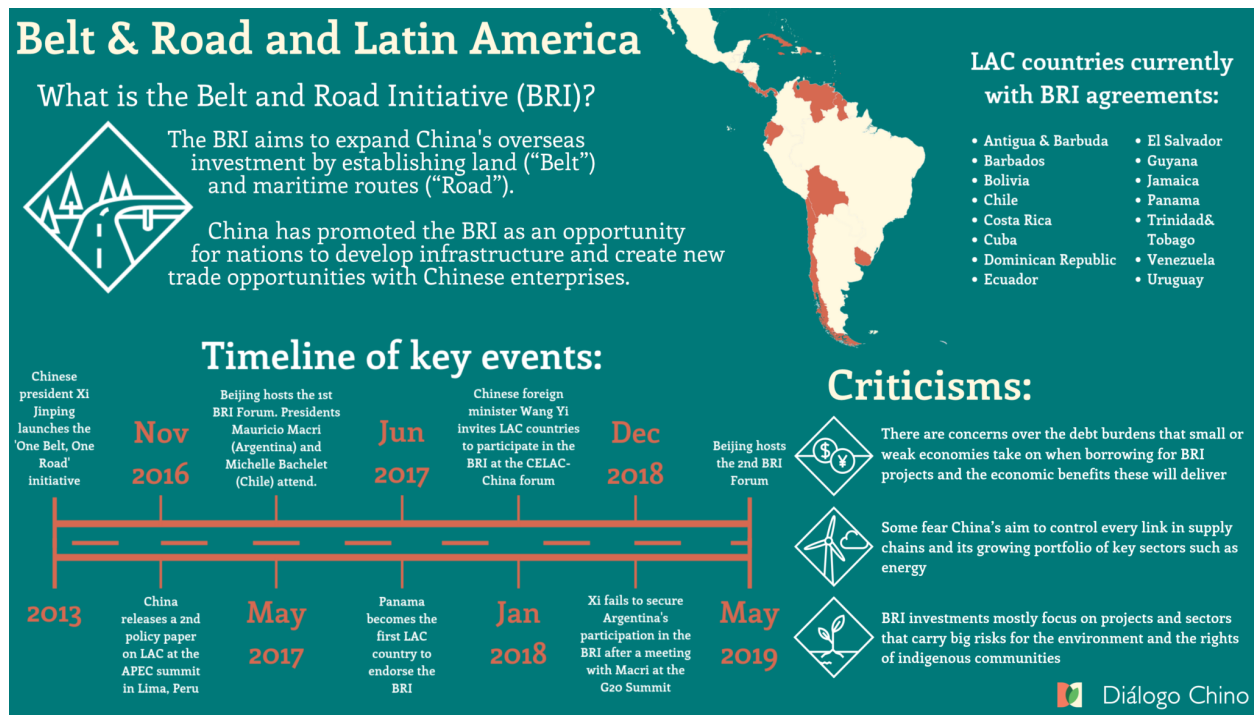 Belt & Road and Latin America
What is the Belt and Road Initiative (BRI)?
The BRI aims to expand China's overseas
investment by establishing land (“Belt”)
and maritime routes (“Road”).
China has promoted the BRI as an opportunity
for nations to develop infrastructure and create new
trade opportunities with Chinese enterprises.
LAC countries currently
with BRI agreements:
• Antigua & Barbuda
• Barbados
• Bolivia
• Chile
• Costa Rica
• Cuba
• Dominican Republic
• Ecuador
• El Salvador
• Guyana
• Jamaica
• Panama
• Trinidad&
Tobago
• Venezuela
• Uruguay
Timeline of key events:
Chinese
president Xi
Jinping
launches the
'One Belt, One
Road'
initiative
2013
Nov
2016
China
releases a 2nd
policy paper
on LAC at the
APEC summit
in Lima, Peru
Beijing hosts the 1st
BRI Forum. Presidents
Mauricio Macri
(Argentina) and
Michelle Bachelet
(Chile) attend.
May
2017
Jun
2017
Panama
becomes the
first LAC
country to
endorse the
BRI
Chinese foreign
minister Wang Yi
invites LAC countries
to participate in the
BRI at the CELAC-
China forum
Jan
2018
Dec
2018
Xi fails to secure
Argentina's
participation in the
BRI after a meeting
with Macri at the
G20 Summit
Beijing hosts
the 2nd BRI
Forum
May
2019
Criticisms:
$
¥
There are concerns over the debt burdens that small or
weak economies take on when borrowing for BRI
projects and the economic benefits these will deliver
Some fear China's aim to control every link in supply
chains and its growing portfolio of key sectors such as
energy
BRI investments mostly focus on projects and sectors
that carry big risks for the environment and the rights
of indigenous communities
Diálogo Chino